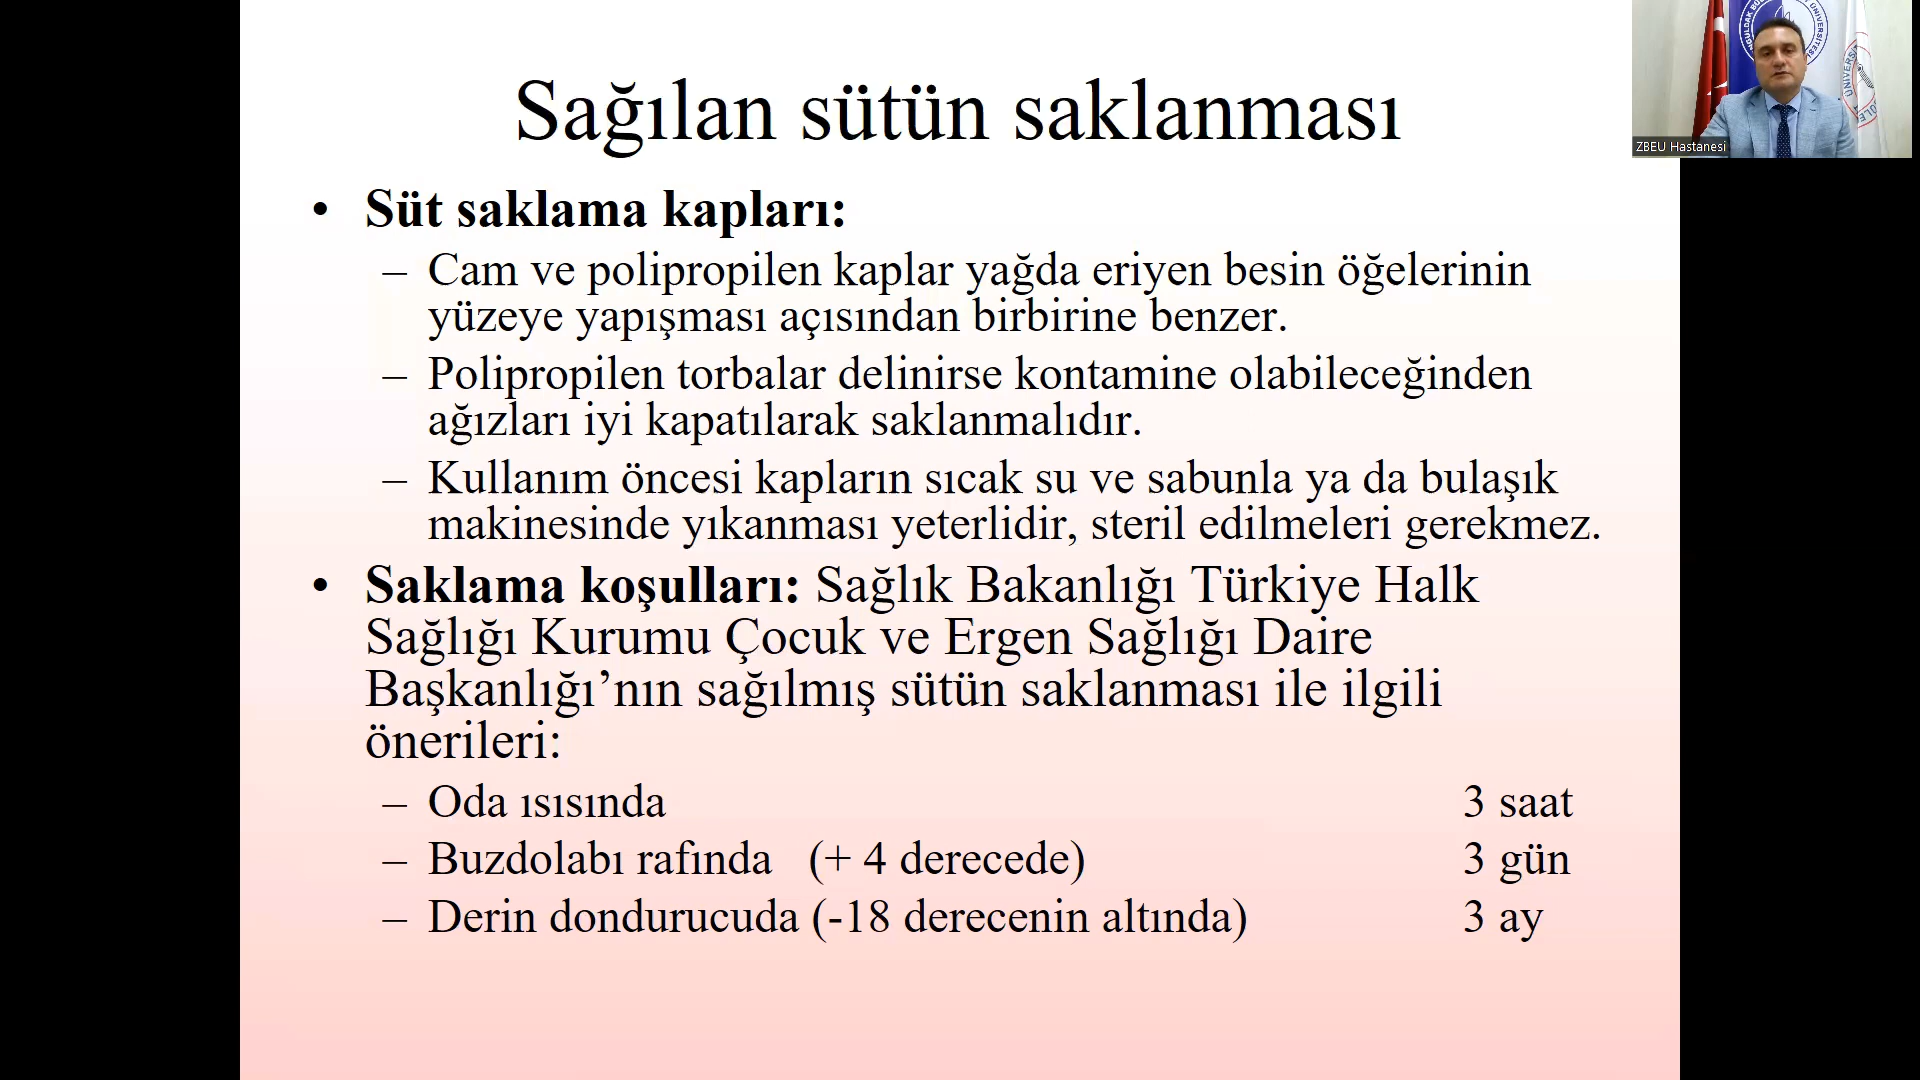 Sağılan sütün saklanması
• Süt saklama kapları:
– Cam ve polipropilen kaplar yağda eriyen besin öğelerinin
yüzeye yapışması açısından birbirine benzer.
– Polipropilen torbalar delinirse kontamine olabileceğinden
ağızları iyi kapatılarak saklanmalıdır.
– Kullanım öncesi kapların sıcak su ve sabunla ya da bulaşık
makinesinde yıkanması yeterlidir, steril edilmeleri gerekmez.
• Saklama koşulları: Sağlık Bakanlığı Türkiye Halk
Sağlığı Kurumu Çocuk ve Ergen Sağlığı Daire
Başkanlığı’nın sağılmış sütün saklanması ile ilgili
önerileri:
– Oda ısısında 3 saat
– Buzdolabı rafında (+ 4 derecede) 3 gün
– Derin dondurucuda (-18 derecenin altında) 3 ay
ZBEU Hastanesi